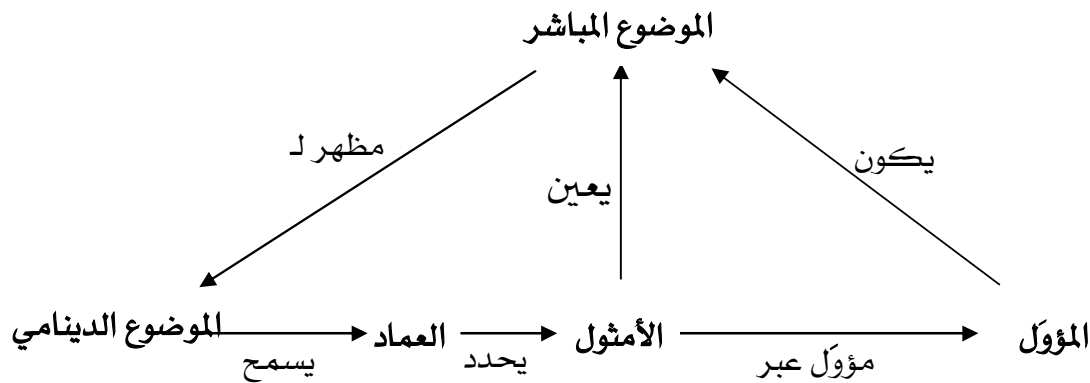 الموضوع المباشر
مظهر لـ
يكون
يعين
المؤوَل
الأمثول
العماد
الموضوع الدينامي
مؤوَل عبر
يحدد
يسمح